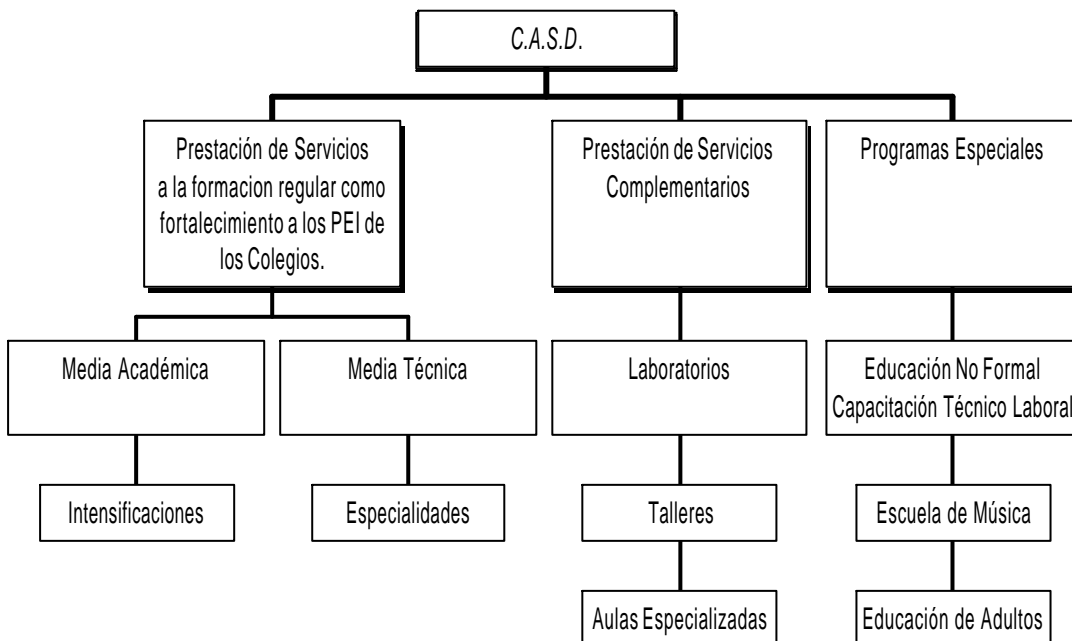 C.A.S.D.
Prestación de Servicios
a la formacion regular como
fortalecimiento a los PEI de
los Colegios.
Prestación de Servicios
Complementarios
Programas Especiales
Media Académica
Media Técnica
Laboratorios
Educación No Formal
Capacitación Técnico Laboral
Intensificaciones
Especialidades
Talleres
Escuela de Música
Aulas Especializadas
Educación de Adultos